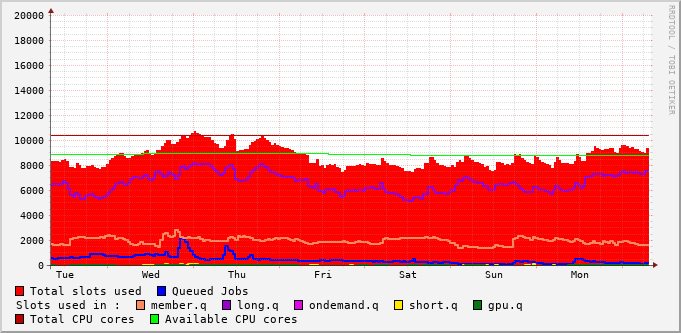 RRDTOOL / TOBI OETIKER
20000
18000
16000
14000
12000
10000
8000
6000
4000
2000
0
Tue Wed Thu Fri Sat Sun Mon
Total slots used Queued Jobs
Slots used in : member.q long.q ondemand.q short.q gpu.q
Total CPU cores Available CPU cores